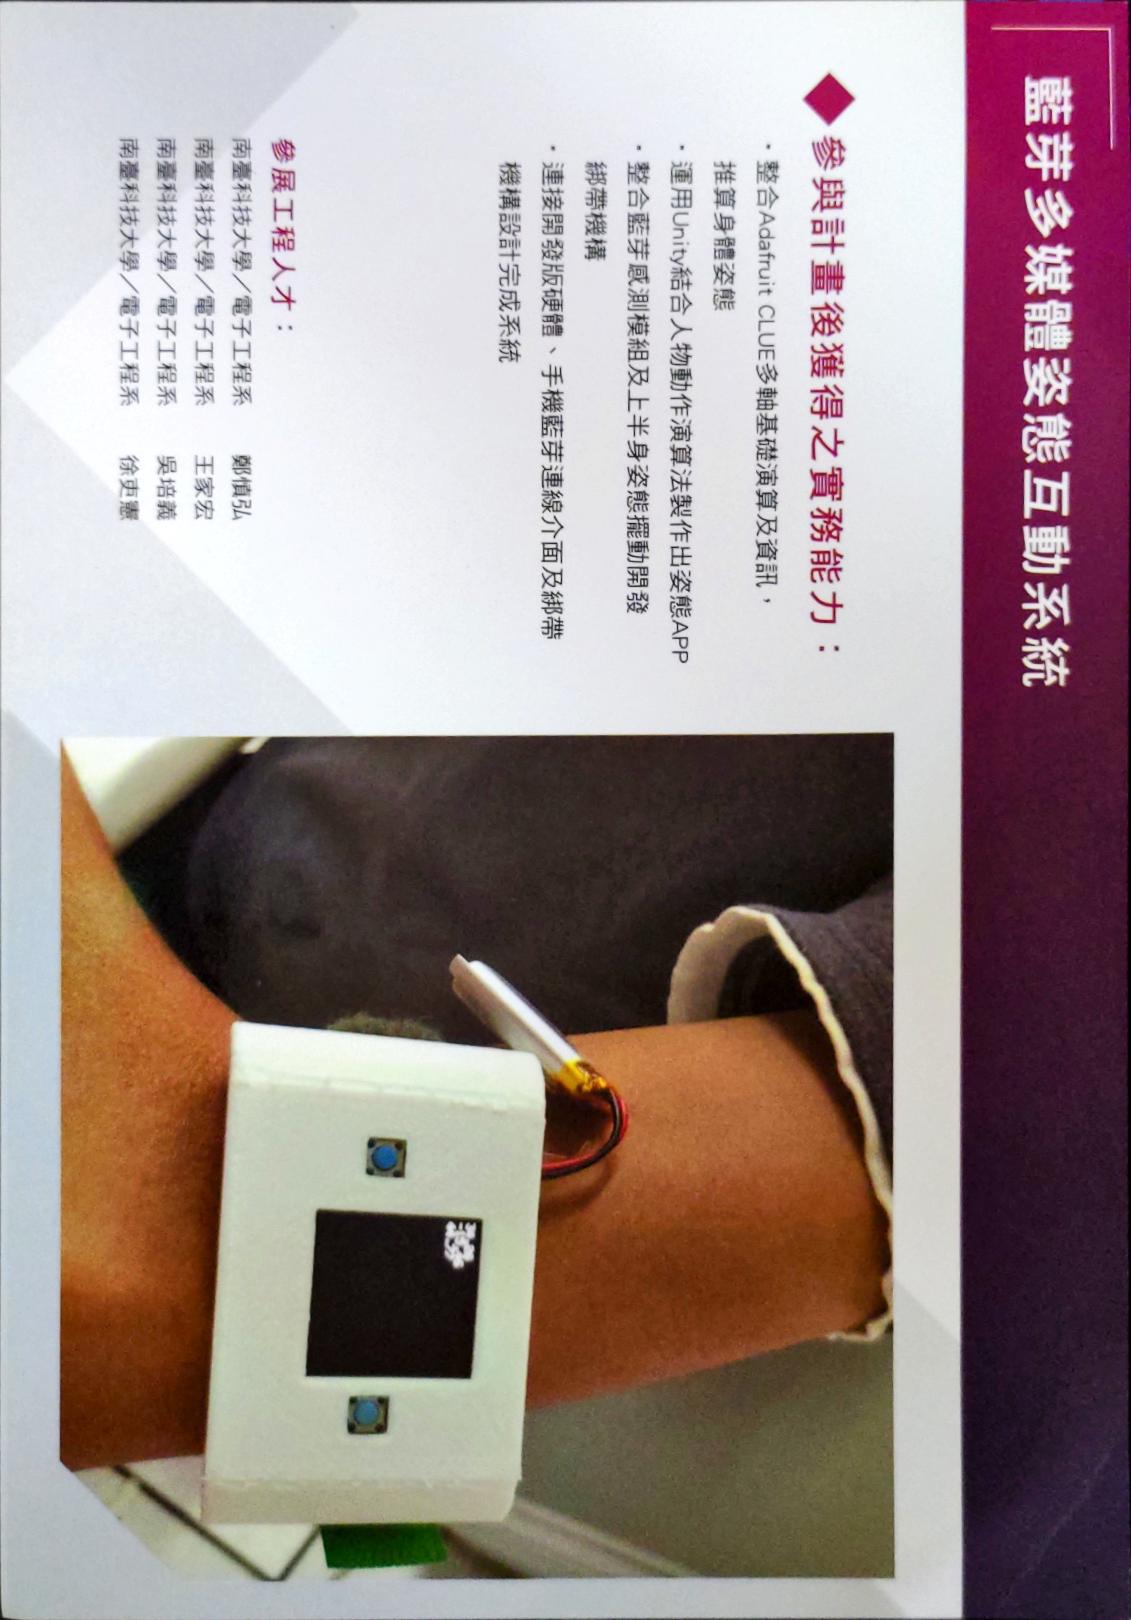 藍芽多媒體姿態互動系統
參與計畫後獲得之實務能力：
・整合Adafruit CLUE多軸基礎演算及資訊，
推算身體姿態
・運用Unity結合人物動作演算法製作出姿態APP
・整合藍芽感測模組及上半身姿態擺動開發
綁帶機構
・連接開發版硬體、手機藍芽連線介面及綁帶
機構設計完成系統
參展工程人才：
南臺科技大學／電子工程系 鄭慎弘
南臺科技大學／電子工程系 王家宏
南臺科技大學／電子工程系 吳培義
南臺科技大學／電子工程系 徐吏憲